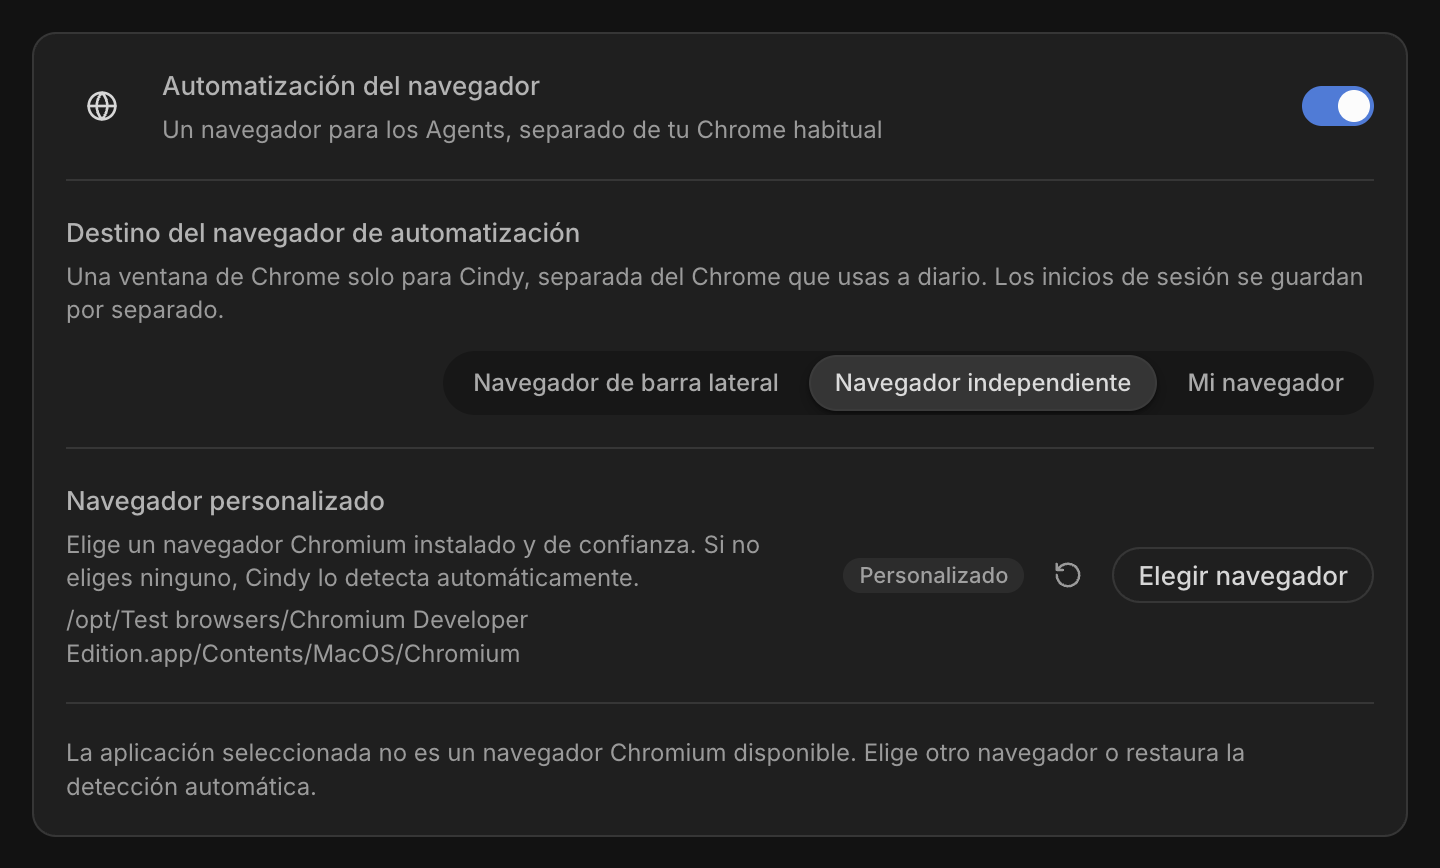 Automatización del navegador
Un navegador para los Agents, separado de tu Chrome habitual
Destino del navegador de automatización
Una ventana de Chrome solo para Cindy, separada del Chrome que usas a diario. Los inicios de sesión se guardan
por separado.
Navegador de barra lateral
Navegador independiente
Mi navegador
Navegador personalizado
Elige un navegador Chromium instalado y de confianza. Si no
eliges ninguno, Cindy lo detecta automáticamente.
/opt/Test browsers/Chromium Developer
Edition.app/Contents/MacOS/Chromium
Personalizado
Elegir navegador
La aplicación seleccionada no es un navegador Chromium disponible. Elige otro navegador o restaura la
detección automática.